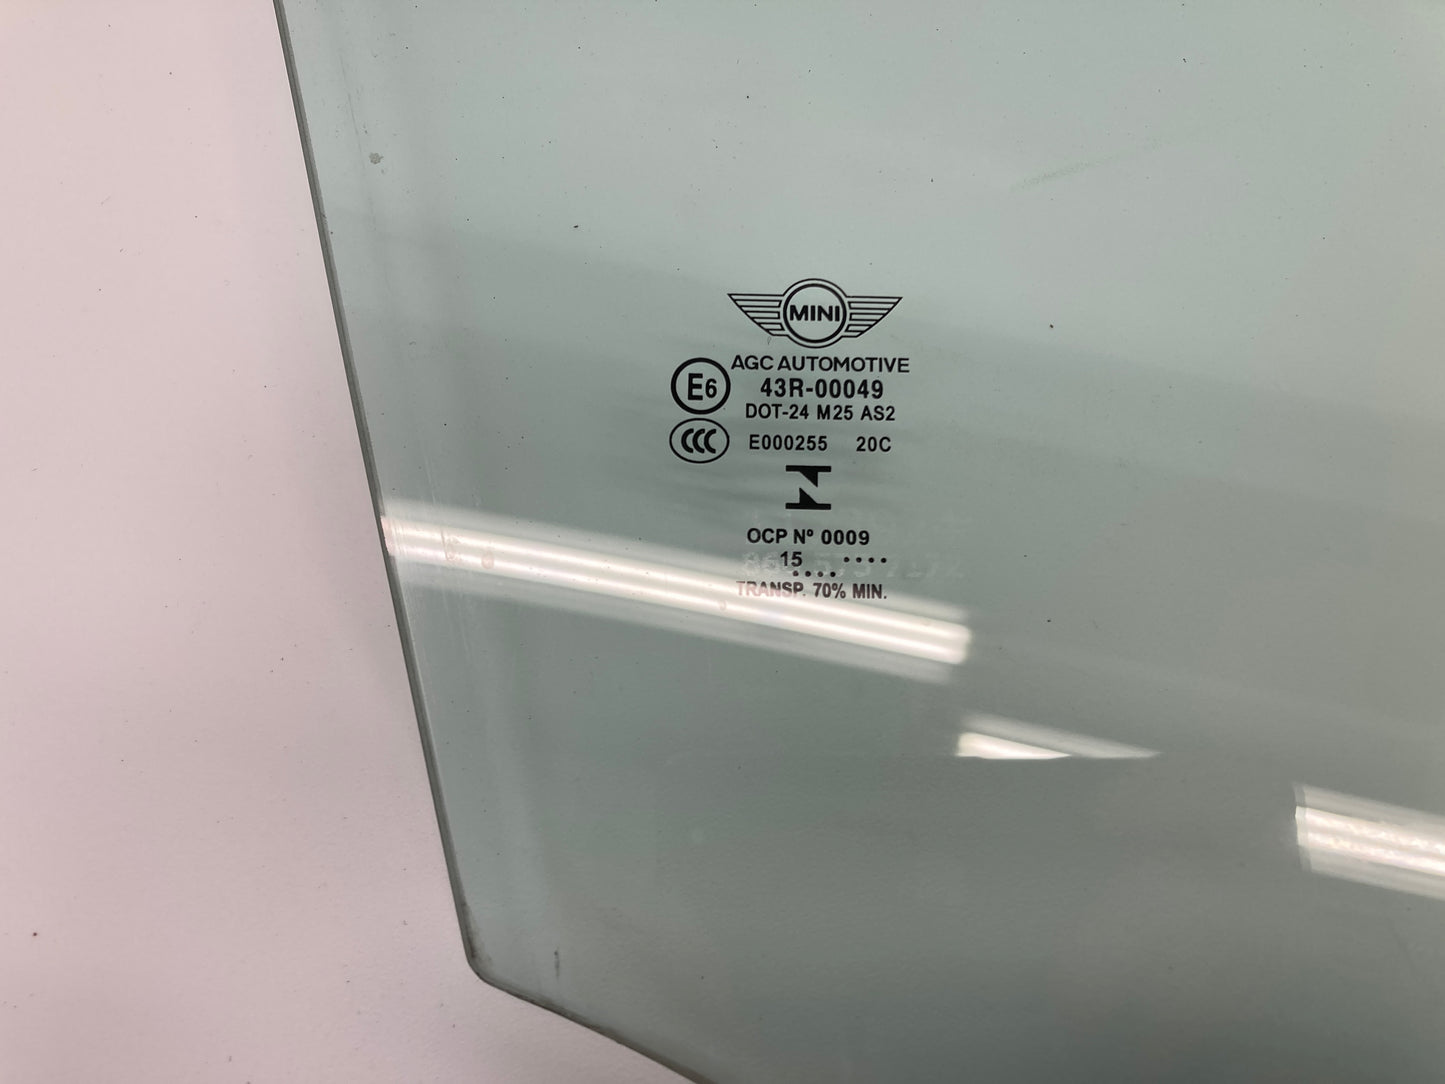 MINI
AGC AUTOMOTIVE
E6 43R-00049
DOT-24 M25 AS2
CCC E000255 20C
OCP Nº 0009
15 ....
....
TRANSP. 70% MIN.